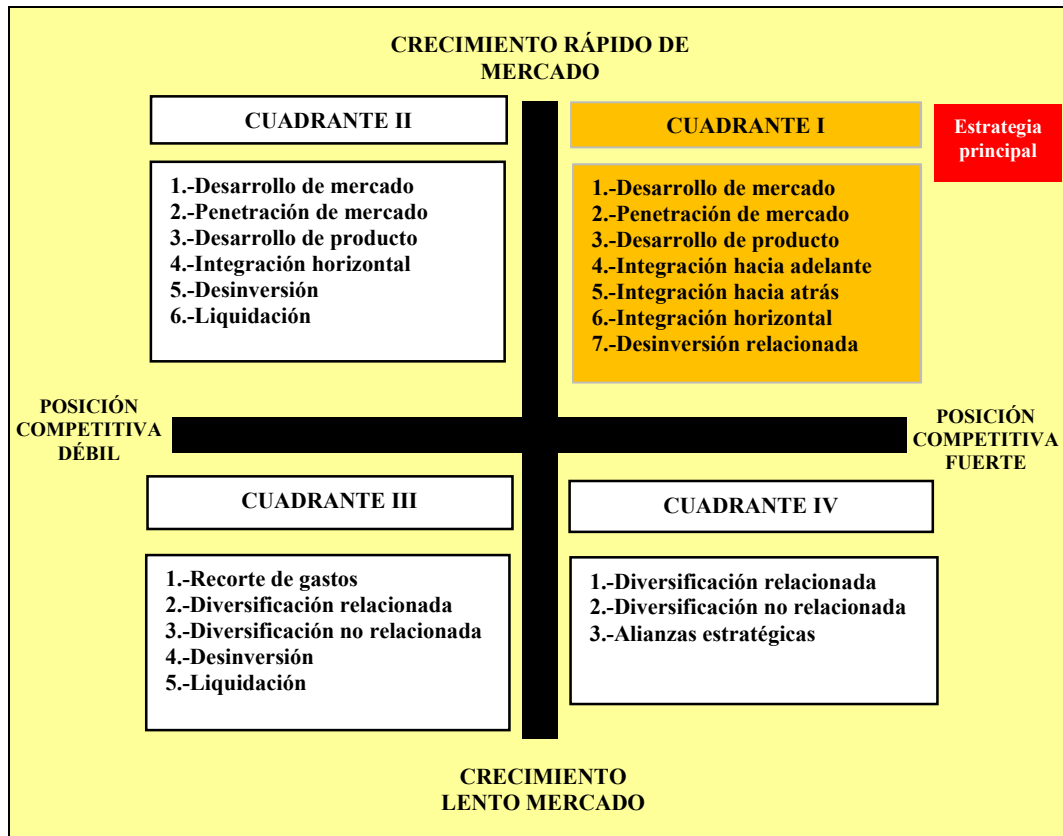 CRECIMIENTO RÁPIDO DE
MERCADO
CUADRANTE II
1.-Desarrollo de mercado
2.-Penetración de mercado
3.-Desarrollo de producto
4.-Integración horizontal
5.-Desinversión
6.-Liquidación
CUADRANTE I
1.-Desarrollo de mercado
2.-Penetración de mercado
3.-Desarrollo de producto
4.-Integración hacia adelante
5.-Integración hacia atrás
6.-Integración horizontal
7.-Desinversión relacionada
Estrategia
principal
POSICIÓN
COMPETITIVA
DÉBIL
POSICIÓN
COMPETITIVA
FUERTE
CUADRANTE III
1.-Recorte de gastos
2.-Diversificación relacionada
3.-Diversificación no relacionada
4.-Desinversión
5.-Liquidación
CUADRANTE IV
1.-Diversificación relacionada
2.-Diversificación no relacionada
3.-Alianzas estratégicas
CRECIMIENTO
LENTO MERCADO